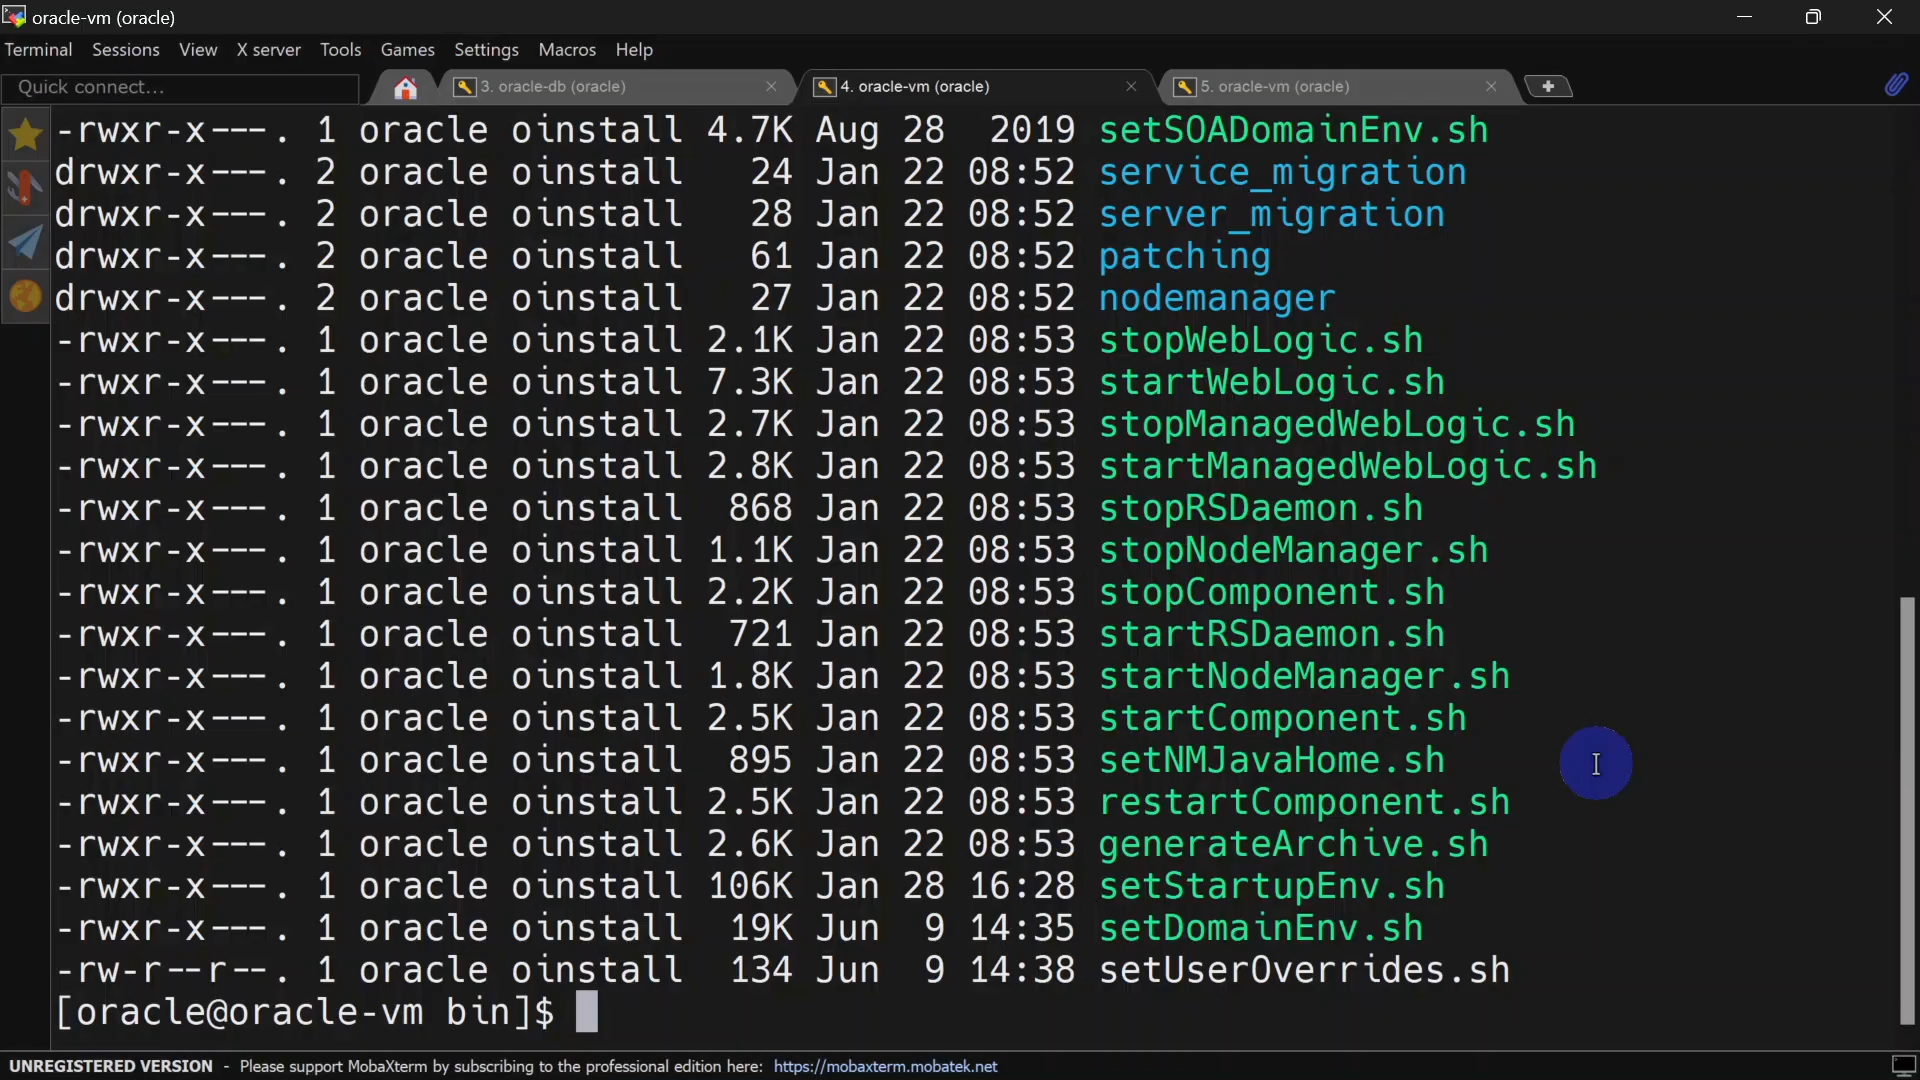 oracle-vm (oracle)
Terminal Sessions View X server Tools Games Settings Macros Help
Quick connect... 3. oracle-db (oracle) 4. oracle-vm (oracle) 5. oracle-vm (oracle)
-rwxr-x---. 1 oracle oinstall 4.7K Aug 28  2019 setSOADomainEnv.sh
drwxr-x---. 2 oracle oinstall   24 Jan 22 08:52 service_migration
drwxr-x---. 2 oracle oinstall   28 Jan 22 08:52 server_migration
drwxr-x---. 2 oracle oinstall   61 Jan 22 08:52 patching
drwxr-x---. 2 oracle oinstall   27 Jan 22 08:52 nodemanager
-rwxr-x---. 1 oracle oinstall 2.1K Jan 22 08:53 stopWebLogic.sh
-rwxr-x---. 1 oracle oinstall 7.3K Jan 22 08:53 startWebLogic.sh
-rwxr-x---. 1 oracle oinstall 2.7K Jan 22 08:53 stopManagedWebLogic.sh
-rwxr-x---. 1 oracle oinstall 2.8K Jan 22 08:53 startManagedWebLogic.sh
-rwxr-x---. 1 oracle oinstall  868 Jan 22 08:53 stopRSDaemon.sh
-rwxr-x---. 1 oracle oinstall 1.1K Jan 22 08:53 stopNodeManager.sh
-rwxr-x---. 1 oracle oinstall 2.2K Jan 22 08:53 stopComponent.sh
-rwxr-x---. 1 oracle oinstall  721 Jan 22 08:53 startRSDaemon.sh
-rwxr-x---. 1 oracle oinstall 1.8K Jan 22 08:53 startNodeManager.sh
-rwxr-x---. 1 oracle oinstall 2.5K Jan 22 08:53 startComponent.sh
-rwxr-x---. 1 oracle oinstall  895 Jan 22 08:53 setNMJavaHome.sh
-rwxr-x---. 1 oracle oinstall 2.5K Jan 22 08:53 restartComponent.sh
-rwxr-x---. 1 oracle oinstall 2.6K Jan 22 08:53 generateArchive.sh
-rwxr-x---. 1 oracle oinstall 106K Jan 28 16:28 setStartupEnv.sh
-rwxr-x---. 1 oracle oinstall  19K Jun  9 14:35 setDomainEnv.sh
-rw-r--r--. 1 oracle oinstall  134 Jun  9 14:38 setUserOverrides.sh
[oracle@oracle-vm bin]$
UNREGISTERED VERSION - Please support MobaXterm by subscribing to the professional edition here: https://mobaxterm.mobatek.net